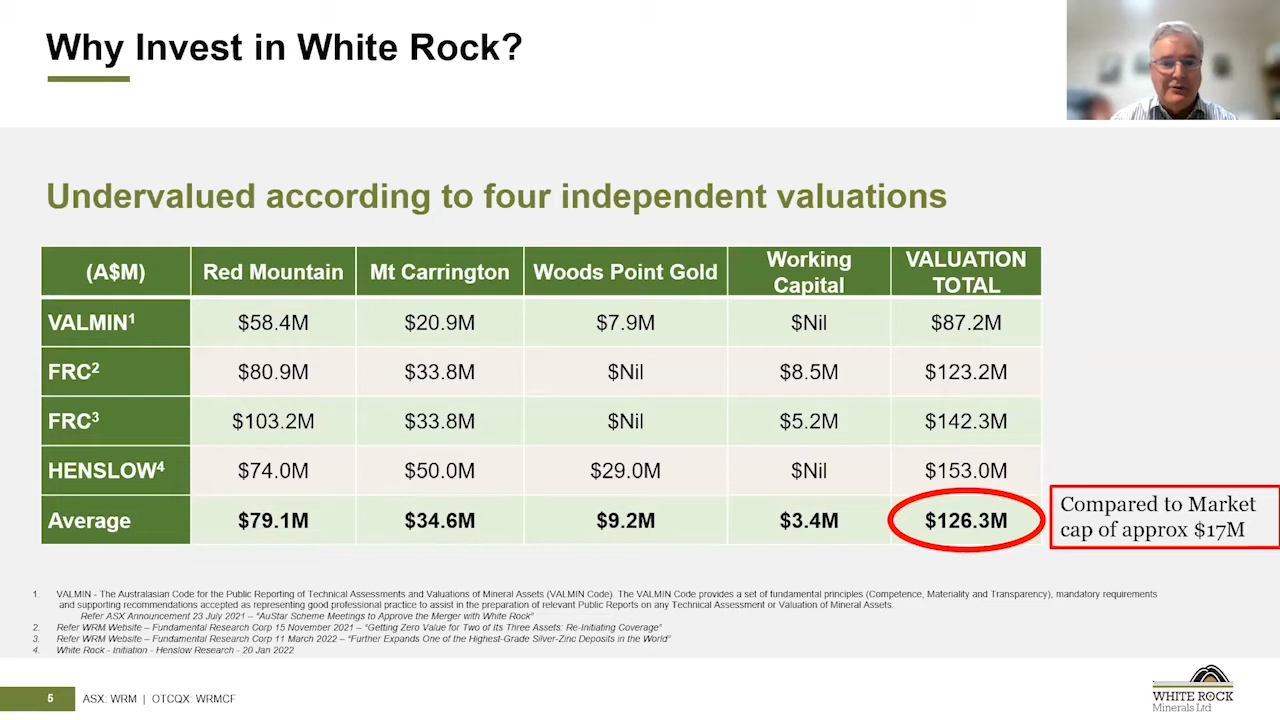 Why Invest in White Rock?
Undervalued according to four independent valuations
(A$M) Red Mountain Mt Carrington Woods Point Gold Working Capital VALUATION TOTAL
VALMIN¹ $58.4M $20.9M $7.9M $Nil $87.2M
FRC² $80.9M $33.8M $Nil $8.5M $123.2M
FRC³ $103.2M $33.8M $Nil $5.2M $142.3M
HENSLOW⁴ $74.0M $50.0M $29.0M $Nil $153.0M
Average $79.1M $34.6M $9.2M $3.4M $126.3M
Compared to Market
cap of approx $17M
1. VALMIN - The Australasian Code for the Public Reporting of Technical Assessments and Valuations of Mineral Assets (VALMIN Code). The VALMIN Code provides a set of fundamental principles (Competence, Materiality and Transparency), mandatory requirements
and supporting recommendations accepted as representing good professional practice to assist in the preparation of relevant Public Reports on any Technical Assessment or Valuation of Mineral Assets.
Refer ASX Announcement 23 July 2021 – “AuStar Scheme Meetings to Approve the Merger with White Rock”
2. Refer WRM Website – Fundamental Research Corp 15 November 2021 – “Getting Zero Value for Two of Its Three Assets: Re-Initiating Coverage”
3. Refer WRM Website – Fundamental Research Corp 11 March 2022 – “Further Expands One of the Highest-Grade Silver-Zinc Deposits in the World”
4. White Rock - Initiation - Henslow Research - 20 Jan 2022
5 ASX: WRM | OTCQX: WRMCF
WHITE ROCK
Minerals Ltd